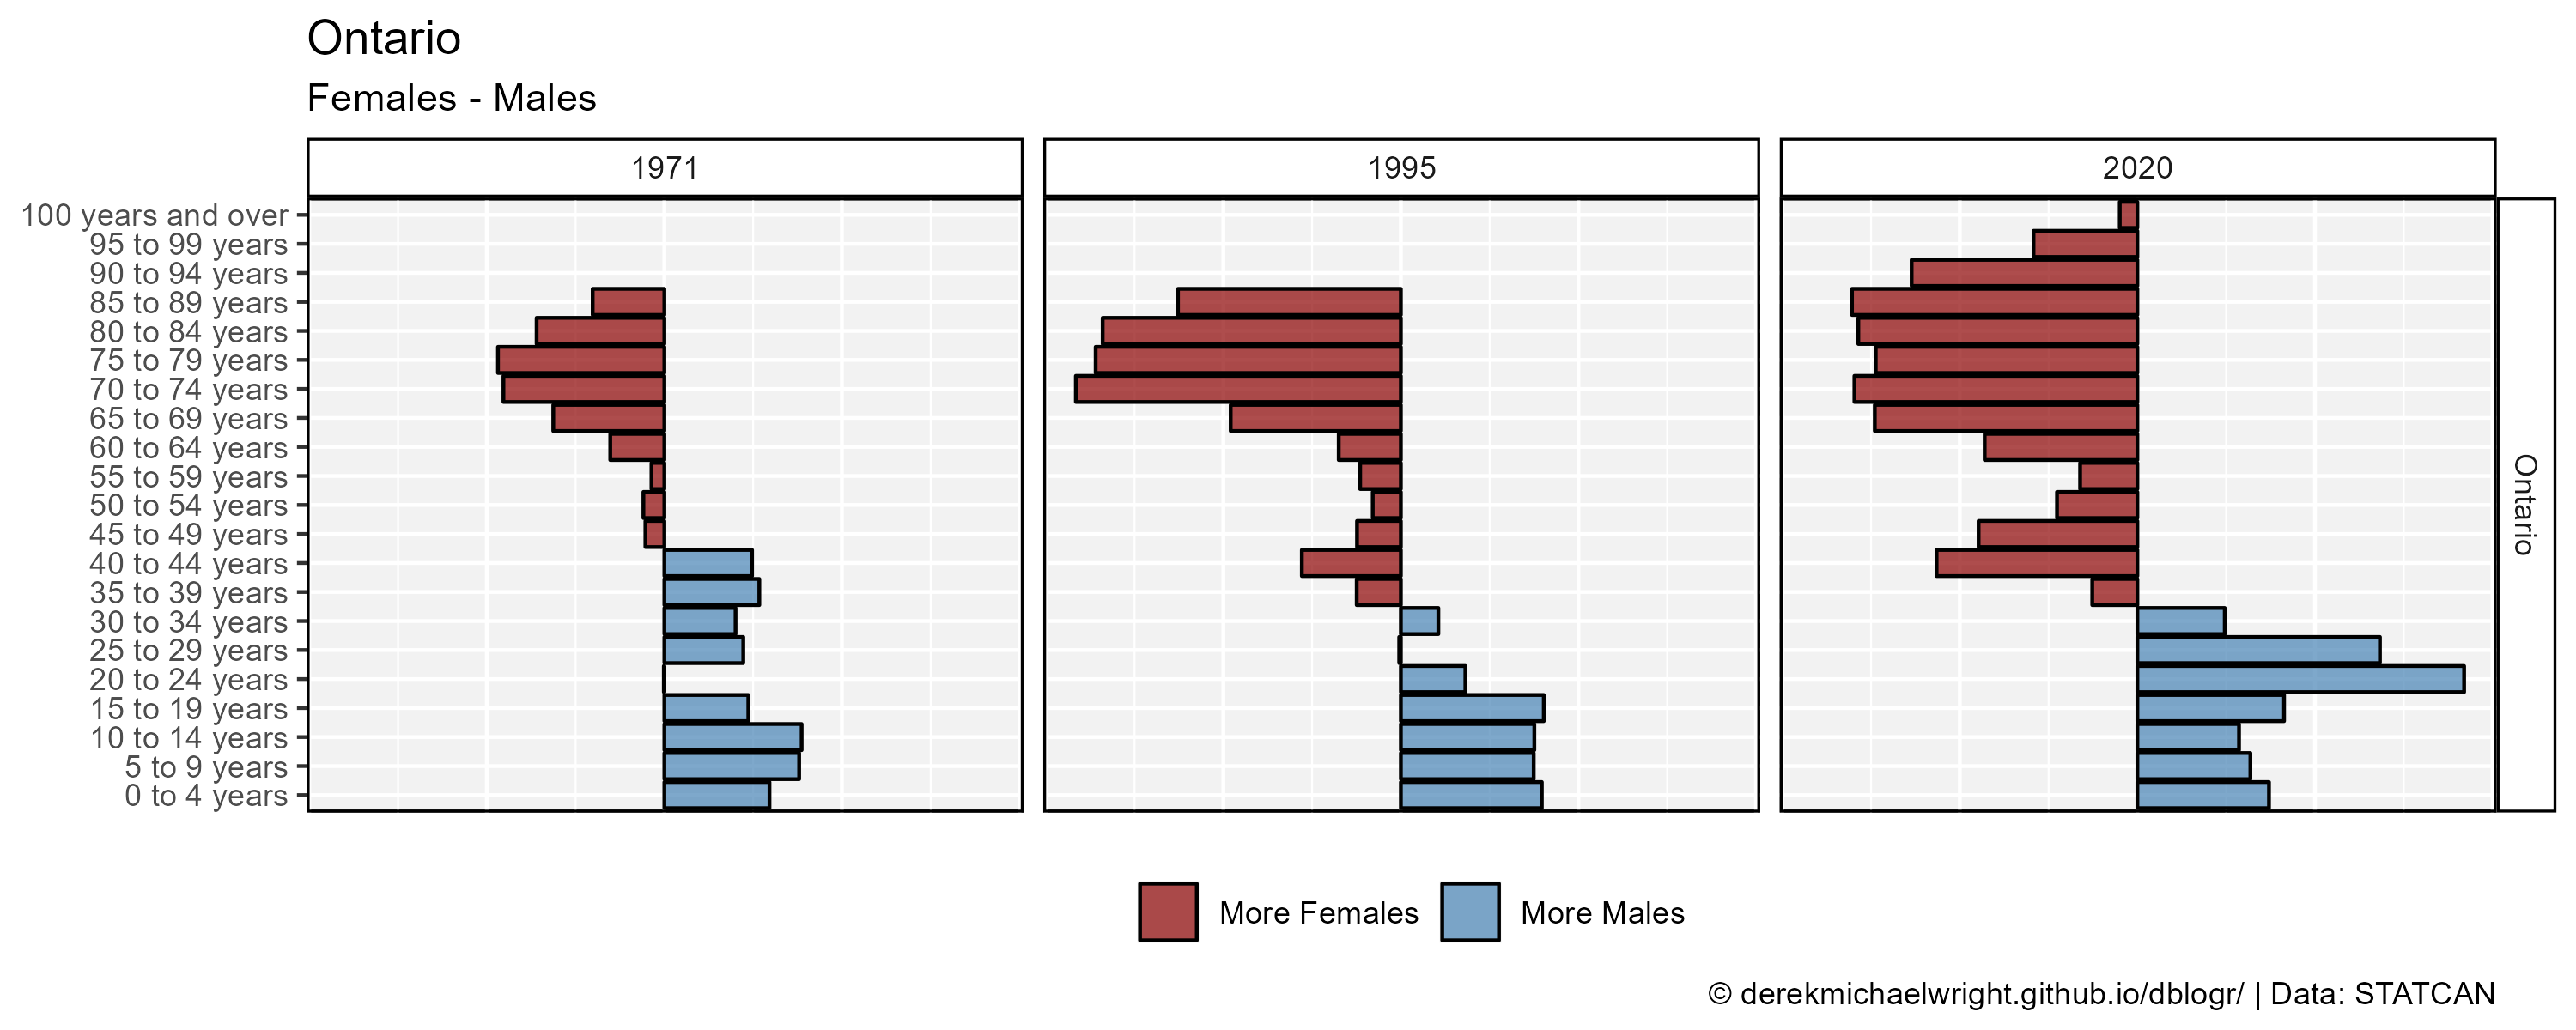 Ontario
Females - Males
1971
1995
2020
100 years and over
95 to 99 years
90 to 94 years
85 to 89 years
80 to 84 years
75 to 79 years
70 to 74 years
65 to 69 years
60 to 64 years
55 to 59 years
50 to 54 years
45 to 49 years
40 to 44 years
35 to 39 years
30 to 34 years
25 to 29 years
20 to 24 years
15 to 19 years
10 to 14 years
5 to 9 years
0 to 4 years
Ontario
More Females
More Males
© derekmichaelwright.github.io/dblogr/ | Data: STATCAN